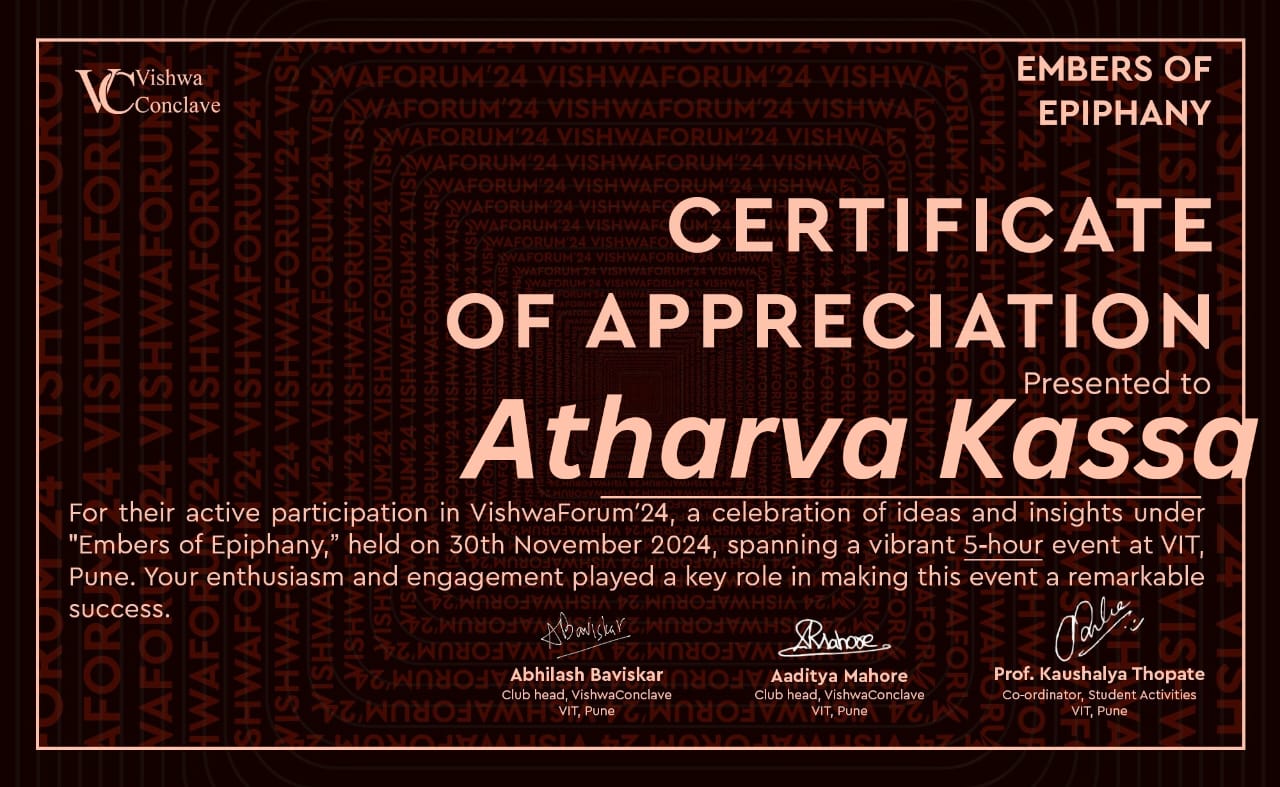 VC Vishwa
Conclave
EMBERS OF
EPIPHANY
CERTIFICATE
OF APPRECIATION
Presented to
Atharva Kassa
For their active participation in VishwaForum’24, a celebration of ideas and insights under
"Embers of Epiphany,” held on 30th November 2024, spanning a vibrant 5-hour event at VIT,
Pune. Your enthusiasm and engagement played a key role in making this event a remarkable
success.
Abhilash Baviskar
Club head, VishwaConclave
VIT, Pune
Aaditya Mahore
Club head, VishwaConclave
VIT, Pune
Prof. Kaushalya Thopate
Co-ordinator, Student Activities
VIT, Pune
VISHWAFORUM’24